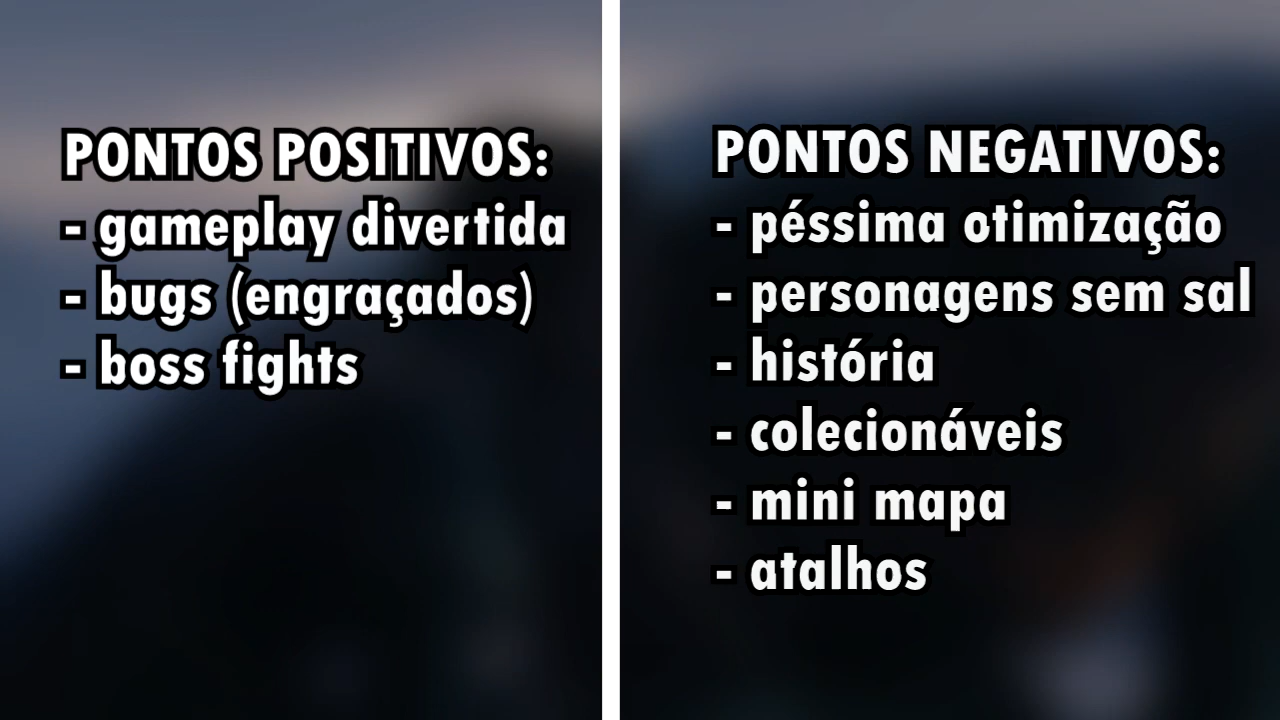 PONTOS POSITIVOS:
- gameplay divertida
- bugs (engraçados)
- boss fights
PONTOS NEGATIVOS:
- péssima otimização
- personagens sem sal
- história
- colecionáveis
- mini mapa
- atalhos